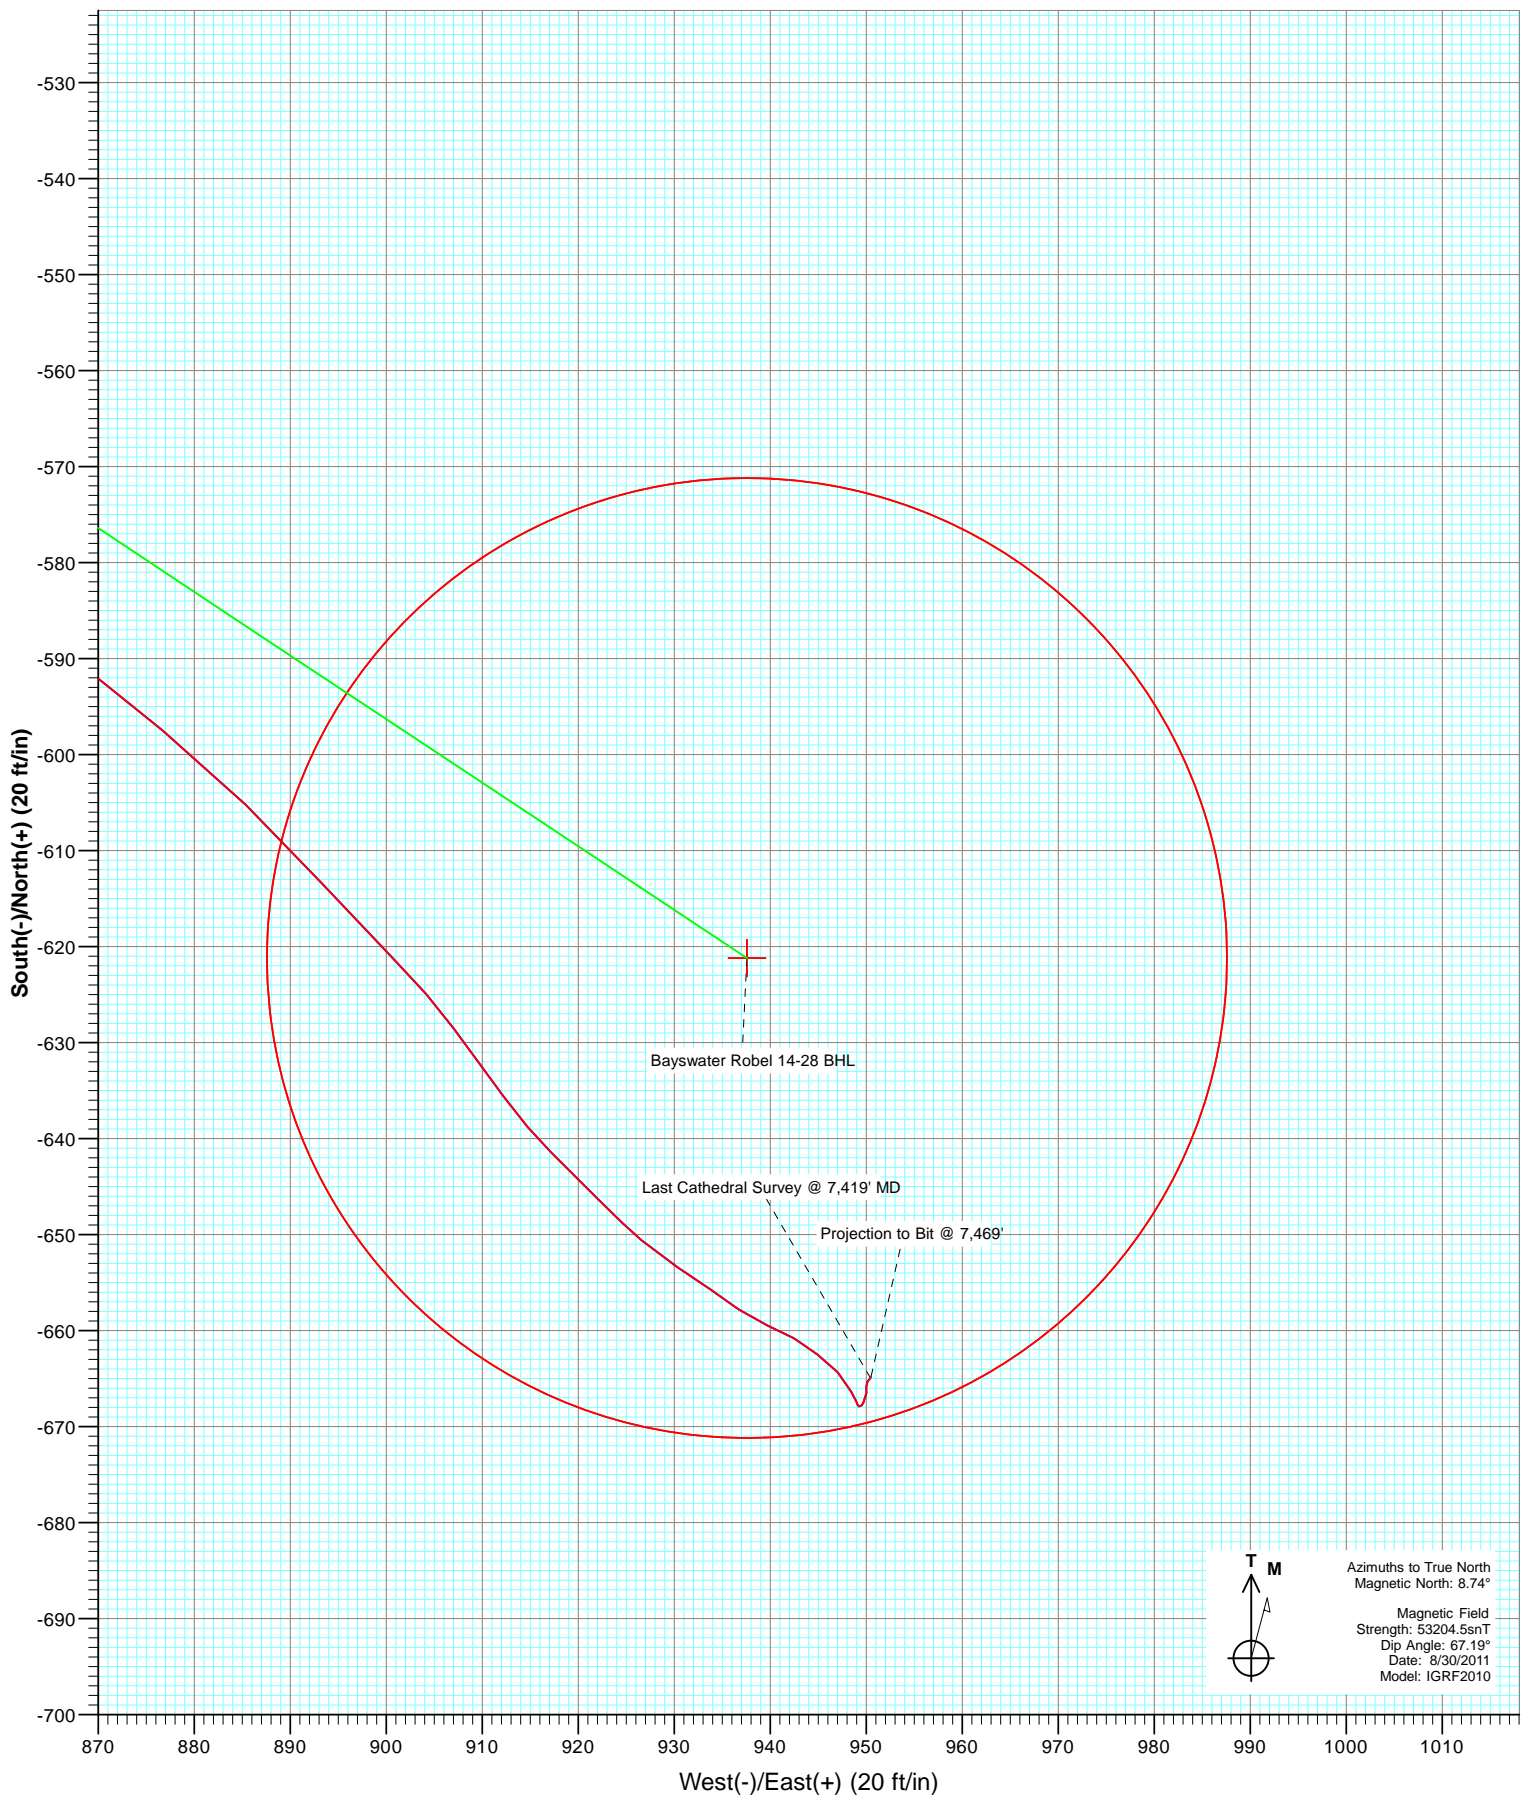 -530
-540
-550
-560
-570
-580
-590
-600
-610
-620
-630
-640
-650
-660
-670
-680
-690
-700
South(-)/North(+) (20 ft/in)
Bayswater Robel 14-28 BHL
Last Cathedral Survey @ 7,419' MD
Projection to Bit @ 7,469'
T
M
Azimuths to True North
Magnetic North: 8.74°
Magnetic Field
Strength: 53204.5snT
Dip Angle: 67.19°
Date: 8/30/2011
Model: IGRF2010
870 880 890 900 910 920 930 940 950 960 970 980 990 1000 1010
West(-)/East(+) (20 ft/in)